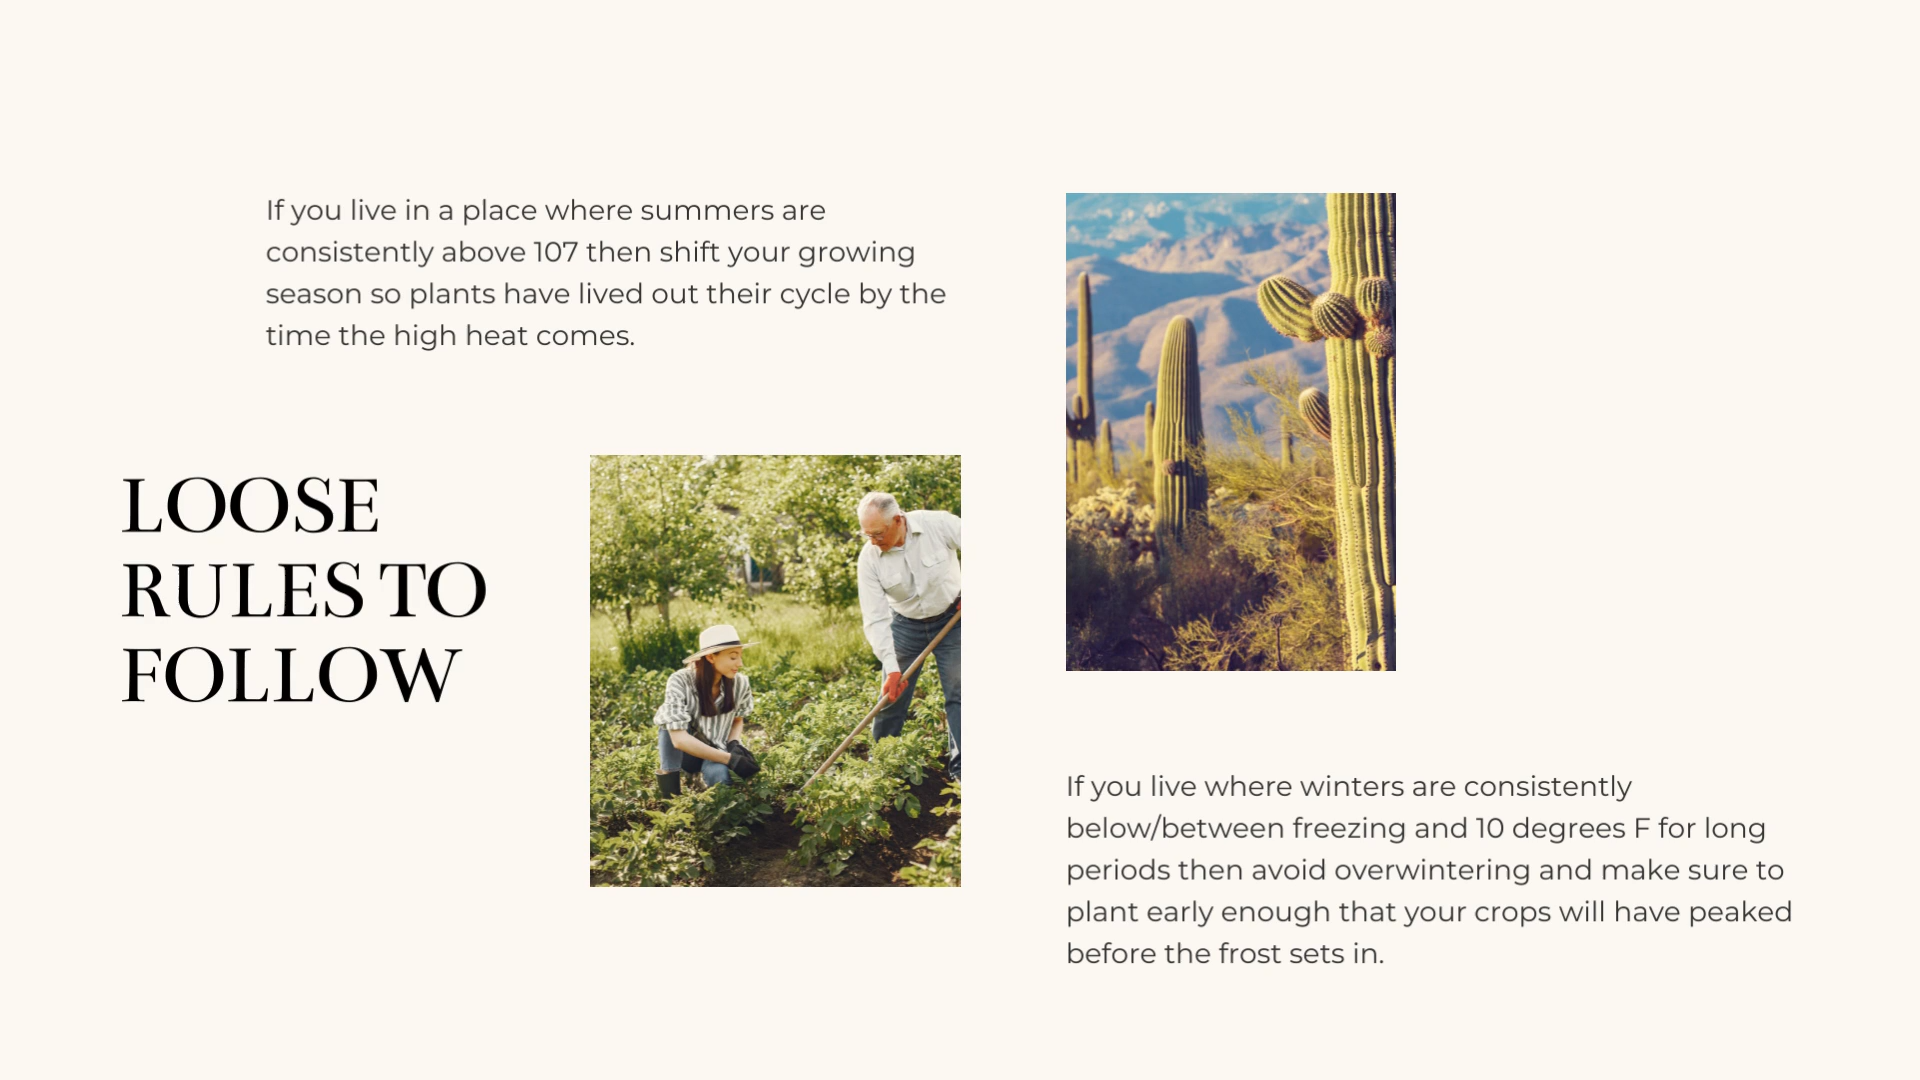 If you live in a place where summers are
consistently above 107 then shift your growing
season so plants have lived out their cycle by the
time the high heat comes.
LOOSE
RULES TO
FOLLOW
If you live where winters are consistently
below/between freezing and 10 degrees F for long
periods then avoid overwintering and make sure to
plant early enough that your crops will have peaked
before the frost sets in.